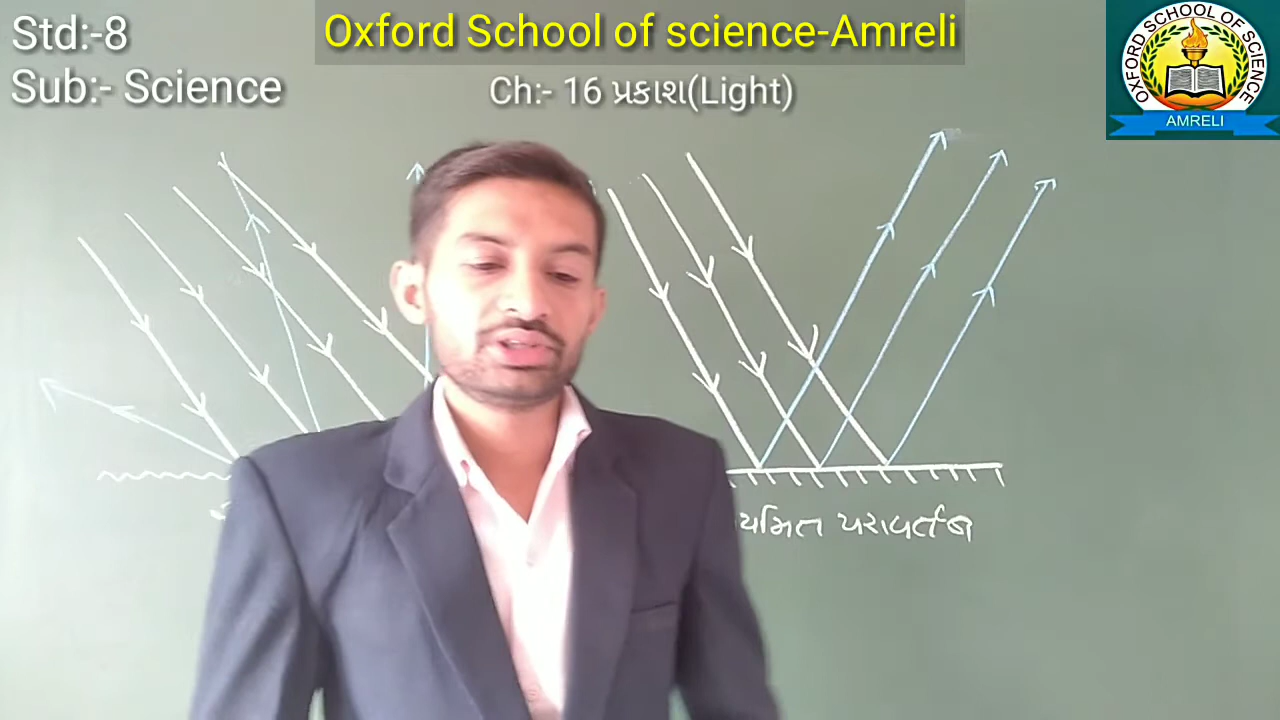 Std:-8
Sub:- Science
Oxford School of science-Amreli
Ch:- 16 પ્રકાશ(Light)
OXFORD SCHOOL OF SCIENCE
AMRELI
યમિત પરાવર્તન